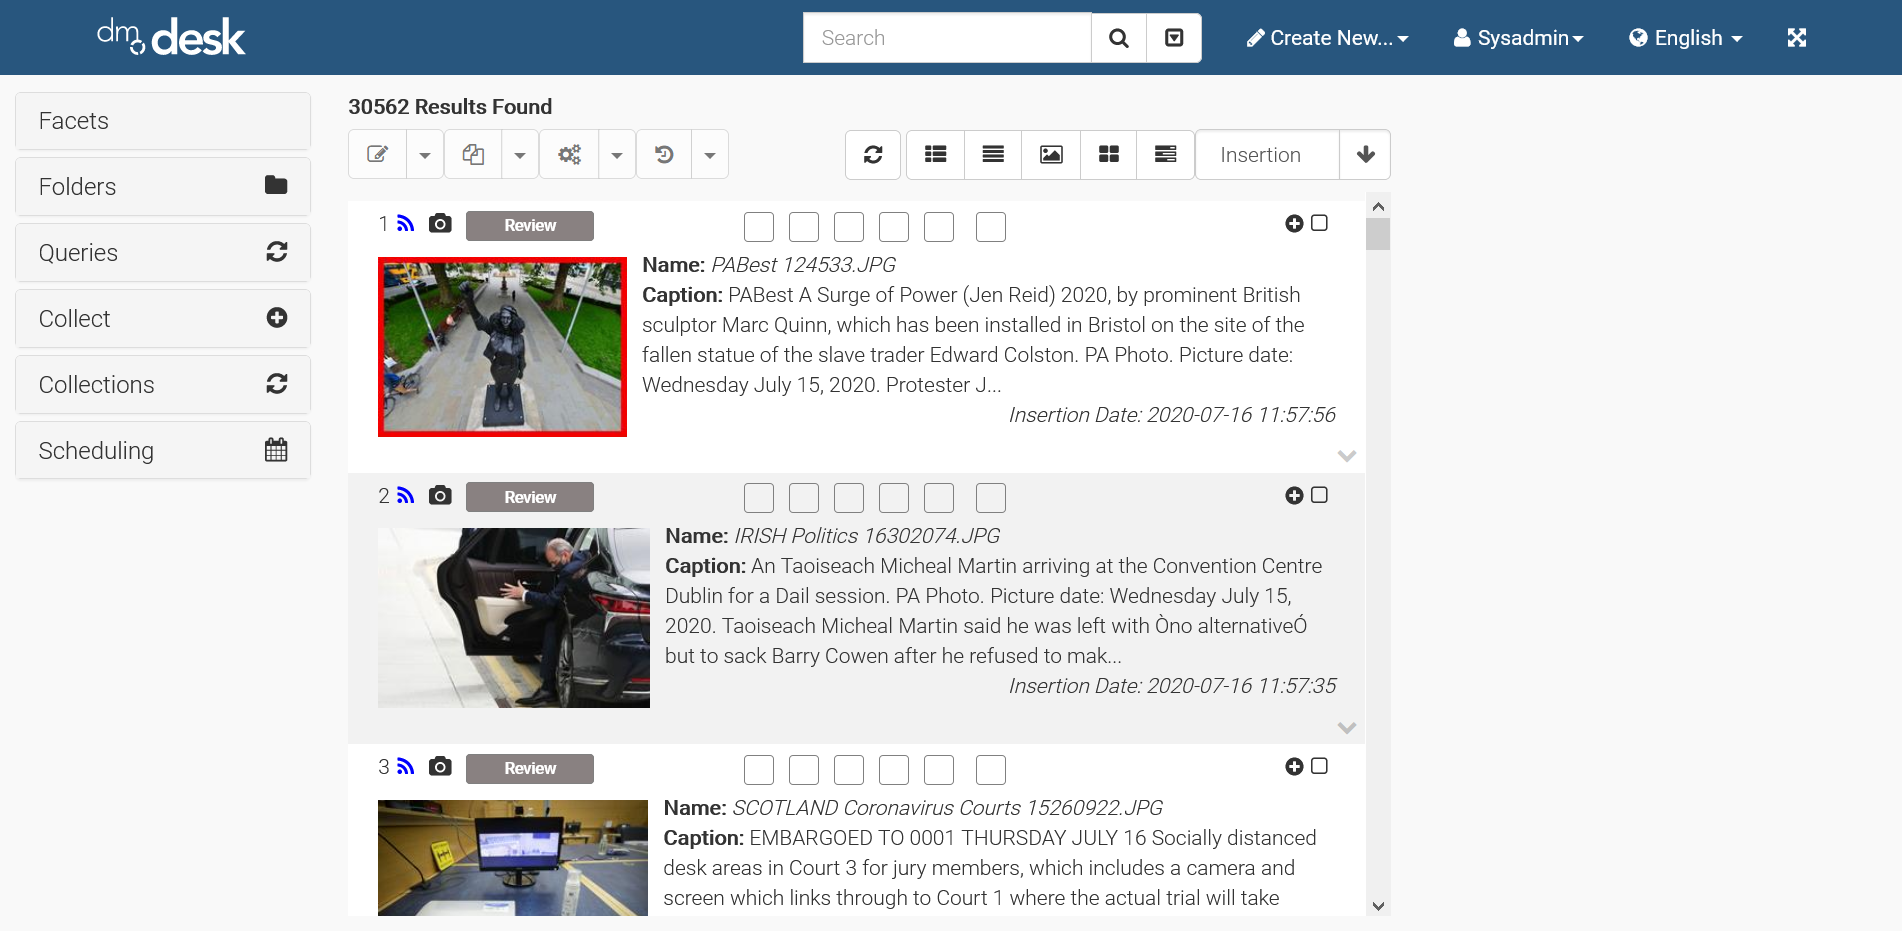 dm desk
Search
Create New...
Sysadmin
English
Facets
Folders
Queries
Collect
Collections
Scheduling
30562 Results Found
Insertion
1 Review
Name: PABest 124533.JPG
Caption: PABest A Surge of Power (Jen Reid) 2020, by prominent British
sculptor Marc Quinn, which has been installed in Bristol on the site of the
fallen statue of the slave trader Edward Colston. PA Photo. Picture date:
Wednesday July 15, 2020. Protester J...
Insertion Date: 2020-07-16 11:57:56
2 Review
Name: IRISH Politics 16302074.JPG
Caption: An Taoiseach Micheal Martin arriving at the Convention Centre
Dublin for a Dail session. PA Photo. Picture date: Wednesday July 15,
2020. Taoiseach Micheal Martin said he was left with Òno alternativeÓ
but to sack Barry Cowen after he refused to mak...
Insertion Date: 2020-07-16 11:57:35
3 Review
Name: SCOTLAND Coronavirus Courts 15260922.JPG
Caption: EMBARGOED TO 0001 THURSDAY JULY 16 Socially distanced
desk areas in Court 3 for jury members, which includes a camera and
screen which links through to Court 1 where the actual trial will take